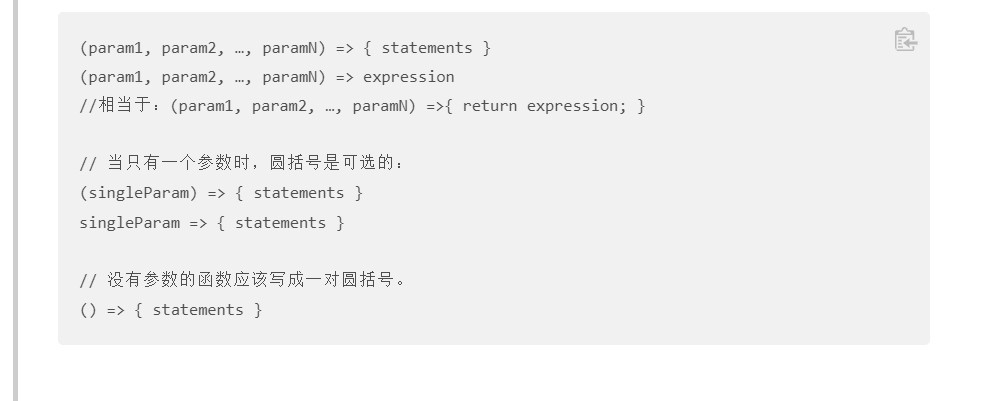 (param1, param2, …, paramN) => { statements }
(param1, param2, …, paramN) => expression
//相当于：(param1, param2, …, paramN) =>{ return expression; }
// 当只有一个参数时，圆括号是可选的：
(singleParam) => { statements }
singleParam => { statements }
// 没有参数的函数应该写成一对圆括号。
() => { statements }